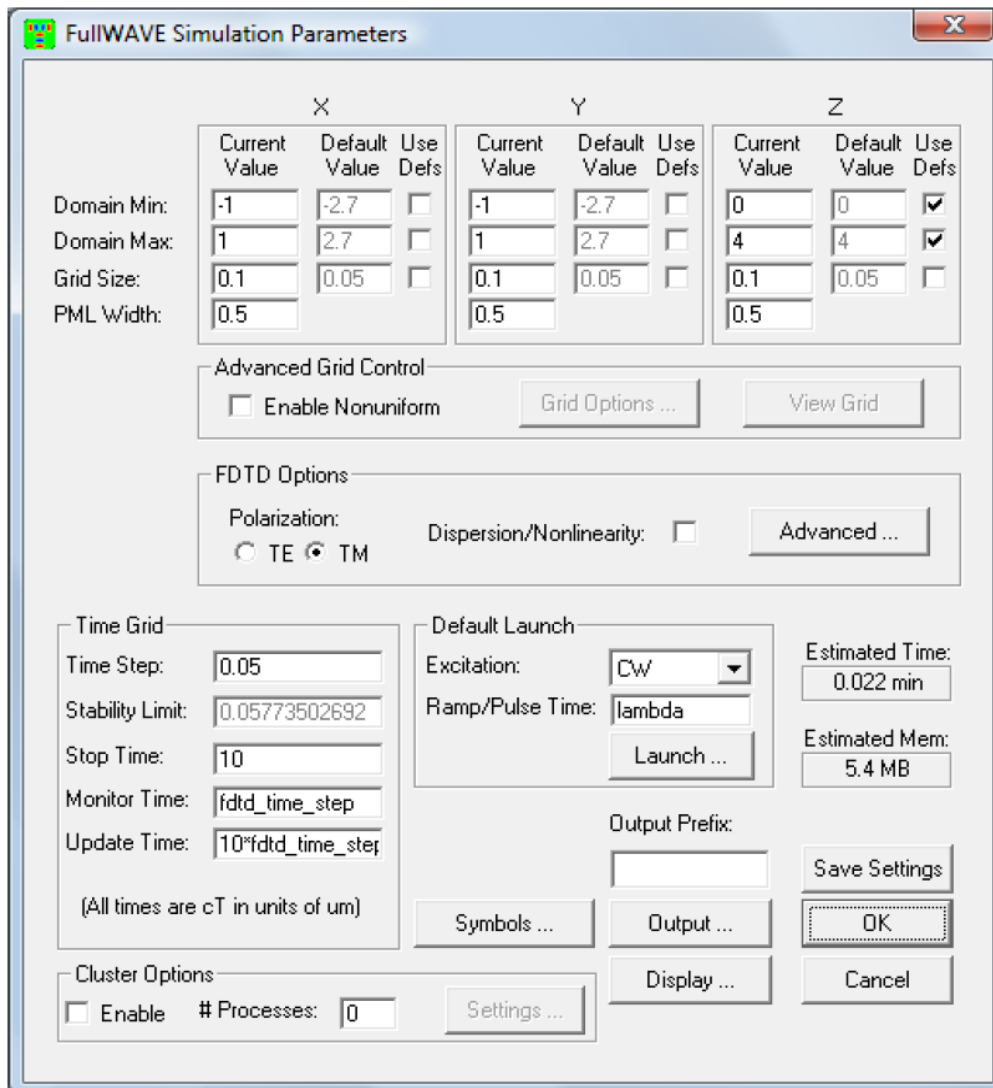 FullWAVE Simulation Parameters
X Y Z
Current Default Use Current Default Use Current Default Use
Value Value Defs Value Value Defs Value Value Defs
Domain Min: -1 -2.7 -1 -2.7 0 0
Domain Max: 1 2.7 1 2.7 4 4
Grid Size: 0.1 0.05 0.1 0.05 0.1 0.05
PML Width: 0.5 0.5 0.5
Advanced Grid Control
Enable Nonuniform Grid Options ... View Grid
FDTD Options
Polarization:
TE TM Dispersion/Nonlinearity: Advanced ...
Time Grid
Time Step: 0.05
Stability Limit: 0.05773502692
Stop Time: 10
Monitor Time: fdtd_time_step
Update Time: 10*fdtd_time_step
(All times are cT in units of um)
Default Launch
Excitation: CW
Ramp/Pulse Time: lambda
Launch ...
Estimated Time:
0.022 min
Estimated Mem:
5.4 MB
Output Prefix:
Save Settings
Symbols ... Output ... OK
Display ... Cancel
Cluster Options
Enable # Processes: 0 Settings ...